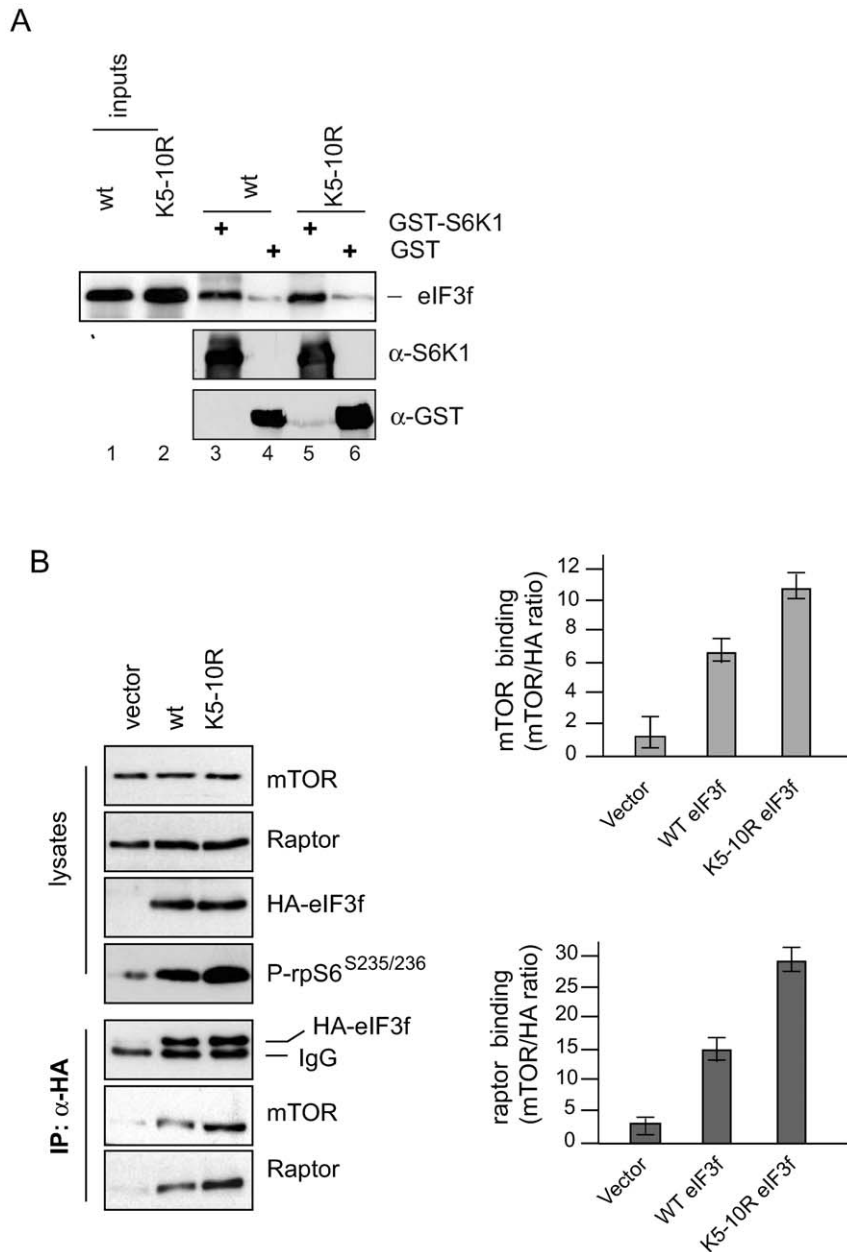 A
inputs
wt
K5-10R
wt
K5-10R
+ + GST-S6K1
+ + GST
– eIF3f
α-S6K1
α-GST
1 2 3 4 5 6
B
vector
wt
K5-10R
lysates
mTOR
Raptor
HA-eIF3f
P-rpS6S235/236
IP: α-HA
HA-eIF3f
IgG
mTOR
Raptor
mTOR binding
(mTOR/HA ratio)
12
10
8
6
4
2
0
Vector
WT eIF3f
K5-10R eIF3f
raptor binding
(mTOR/HA ratio)
30
25
20
15
10
5
0
Vector
WT eIF3f
K5-10R eIF3f